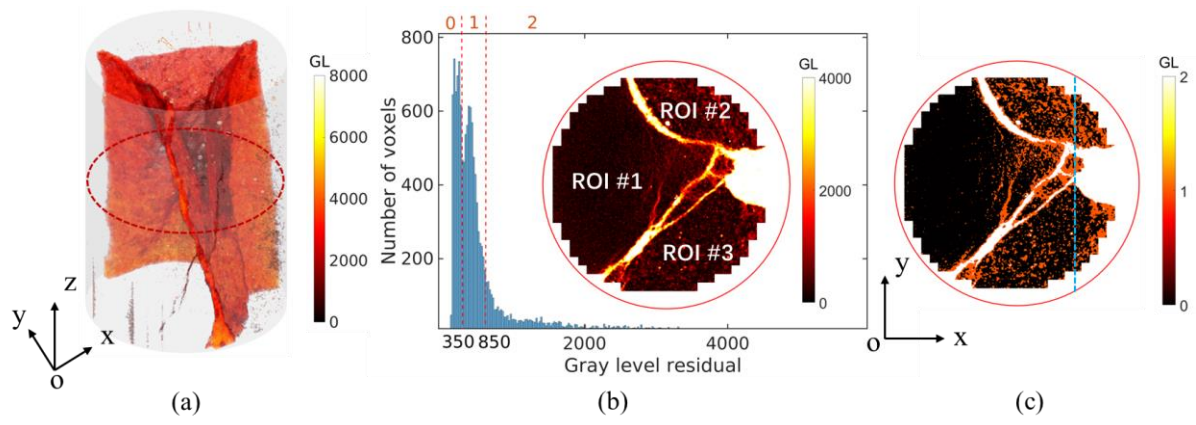 GL
8000
6000
4000
2000
0
z
y
x
o
(a)
0 1 2
800
600
400
200
Number of voxels
350 850 2000 4000
Gray level residual
ROI #1
ROI #2
ROI #3
GL
4000
2000
0
(b)
GL
2
1
0
y
o
x
(c)